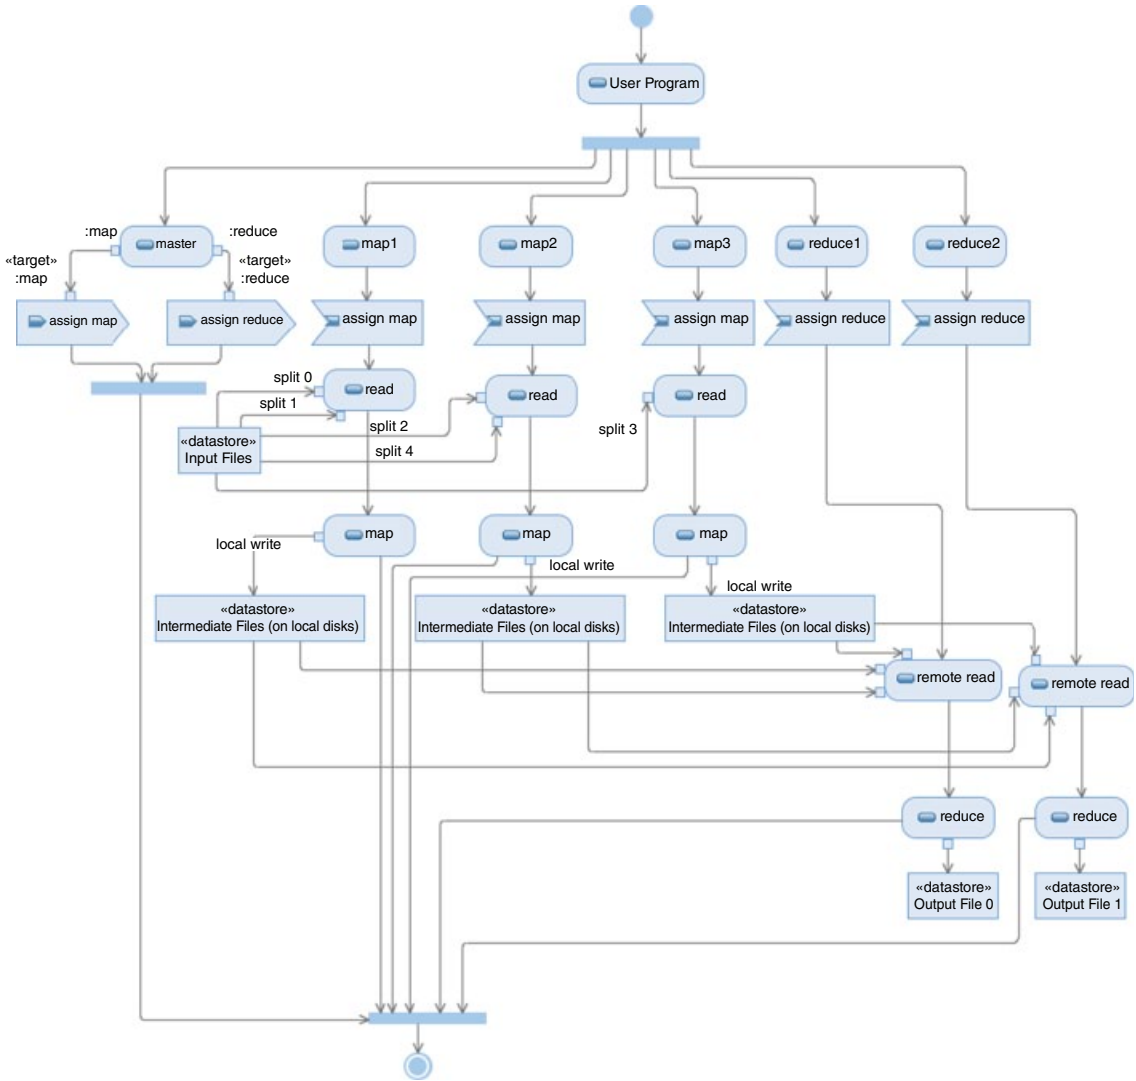 User Program
:map
master
:reduce
«target»
:map
«target»
:reduce
map1
map2
map3
reduce1
reduce2
assign map
assign reduce
assign map
assign map
assign map
assign reduce
assign reduce
split 0
read
read
read
split 1
split 2
split 3
split 4
«datastore»
Input Files
map
map
map
local write
local write
local write
«datastore»
Intermediate Files (on local disks)
«datastore»
Intermediate Files (on local disks)
«datastore»
Intermediate Files (on local disks)
remote read
remote read
reduce
reduce
«datastore»
Output File 0
«datastore»
Output File 1